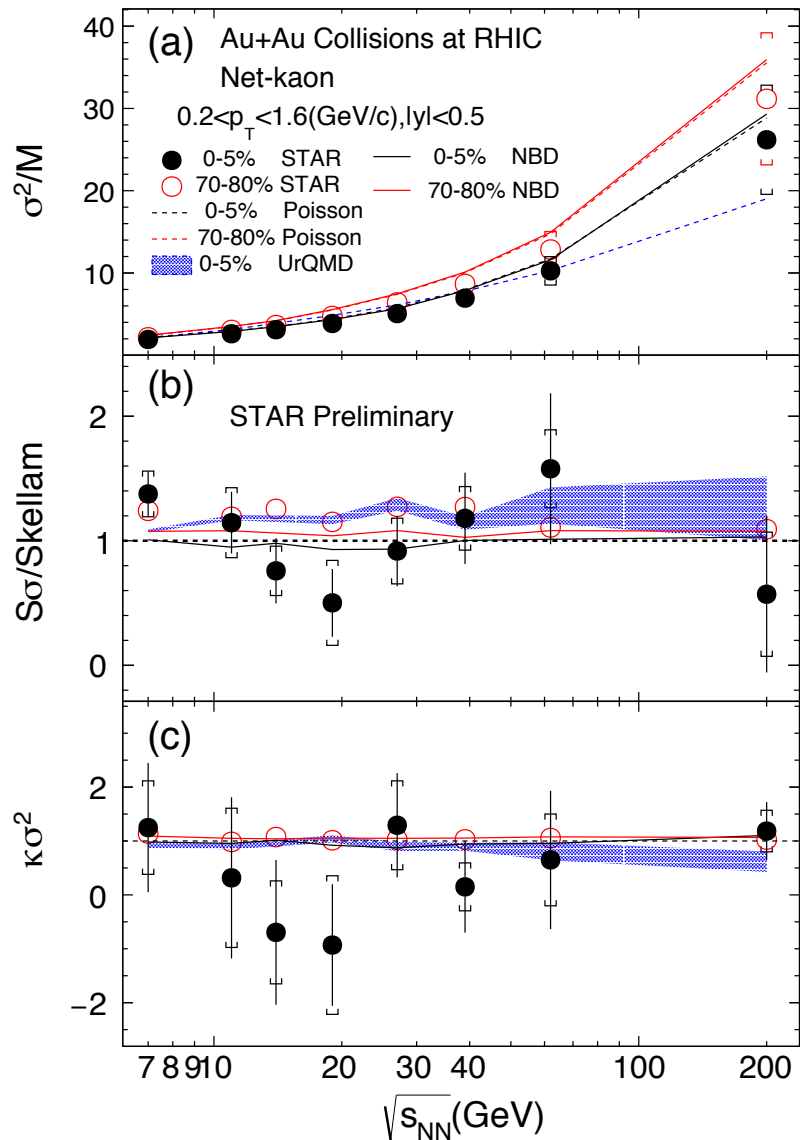 (a) Au+Au Collisions at RHIC
Net-kaon
0.2<p_T<1.6(GeV/c),|y|<0.5
0-5% STAR
70-80% STAR
0-5% Poisson
70-80% Poisson
0-5% UrQMD
0-5% NBD
70-80% NBD
σ²/M
40
30
20
10
(b)
STAR Preliminary
Sσ/Skellam
2
1
0
(c)
κσ²
2
0
−2
7 8 9 10 20 30 40 100 200
√s_NN(GeV)